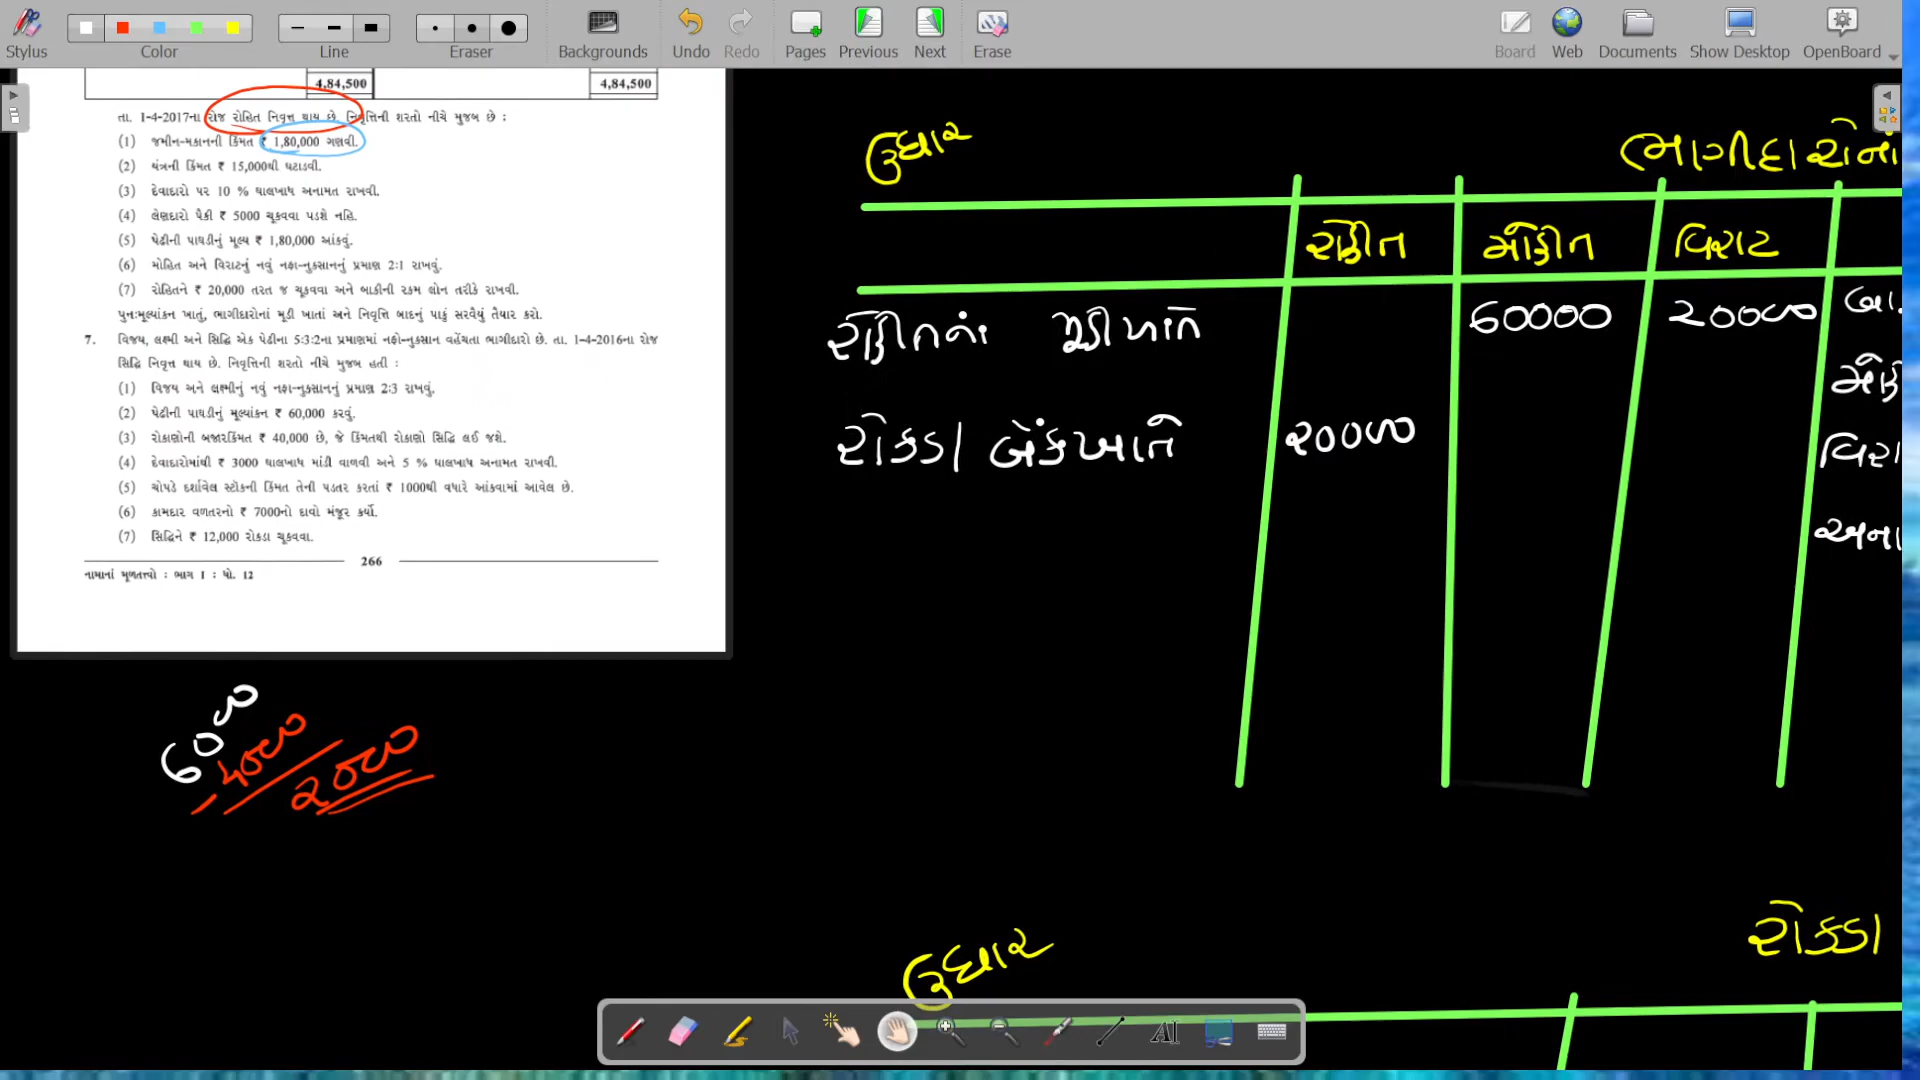 Stylus Color Line Eraser Backgrounds Undo Redo Pages Previous Next Erase Board Web Documents Show Desktop OpenBoard
4,84,500 4,84,500
તા. 1-4-2017ના રોજ રોહિત નિવૃત્ત થાય છે. નિવૃત્તિની શરતો નીચે મુજબ છે :
(1) જમીન-મકાનની કિંમત ₹ 1,80,000 ગણવી.
(2) યંત્રની કિંમત ₹ 15,000થી ઘટાડવી.
(3) દેવાદારો પર 10 % ઘાલખાધ અનામત રાખવી.
(4) લેણદારો પૈકી ₹ 5000 ચૂકવવા પડશે નહિ.
(5) પેઢીની પાઘડીનું મૂલ્ય ₹ 1,80,000 આંકવું.
(6) મોહિત અને વિરાટનું નવું નફા-નુકસાનનું પ્રમાણ 2:1 રાખવું.
(7) રોહિતને ₹ 20,000 તરત જ ચૂકવવા અને બાકીની રકમ લોન તરીકે રાખવી.
પુનઃમૂલ્યાંકન ખાતું, ભાગીદારોનાં મૂડી ખાતાં અને નિવૃત્તિ બાદનું પાકું સરવૈયું તૈયાર કરો.
7. વિજય, લક્ષ્મી અને સિદ્ધિ એક પેઢીના 5:3:2ના પ્રમાણમાં નફો-નુકસાન વહેંચતા ભાગીદારો છે. તા. 1-4-2016ના રોજ
સિદ્ધિ નિવૃત્ત થાય છે. નિવૃત્તિની શરતો નીચે મુજબ હતી :
(1) વિજય અને લક્ષ્મીનું નવું નફા-નુકસાનનું પ્રમાણ 2:3 રાખવું.
(2) પેઢીની પાઘડીનું મૂલ્યાંકન ₹ 60,000 કરવું.
(3) રોકાણોની બજારકિંમત ₹ 40,000 છે, જે કિંમતથી રોકાણો સિદ્ધિ લઈ જશે.
(4) દેવાદારોમાંથી ₹ 3000 ઘાલખાધ માંડી વાળવી અને 5 % ઘાલખાધ અનામત રાખવી.
(5) ચોપડે દર્શાવેલ સ્ટૉકની કિંમત તેની પડતર કરતાં ₹ 1000થી વધારે આંકવામાં આવેલ છે.
(6) કામદાર વળતરનો ₹ 7000નો દાવો મંજૂર કર્યો.
(7) સિદ્ધિને ₹ 12,000 રોકડા ચૂકવવા.
266
નામાનાં મૂળતત્ત્વો : ભાગ I : ધો. 12
6000
4000
2000
ઉધાર ભાગીદારોનાં
રોહીત મોહીત વિરાટ
રોહીતનાં મૂડી ખાતે 60000 20000
મોહી
રોકડા બેંકખાતે 20000 વિરા
અના
ઉધાર રોકડા